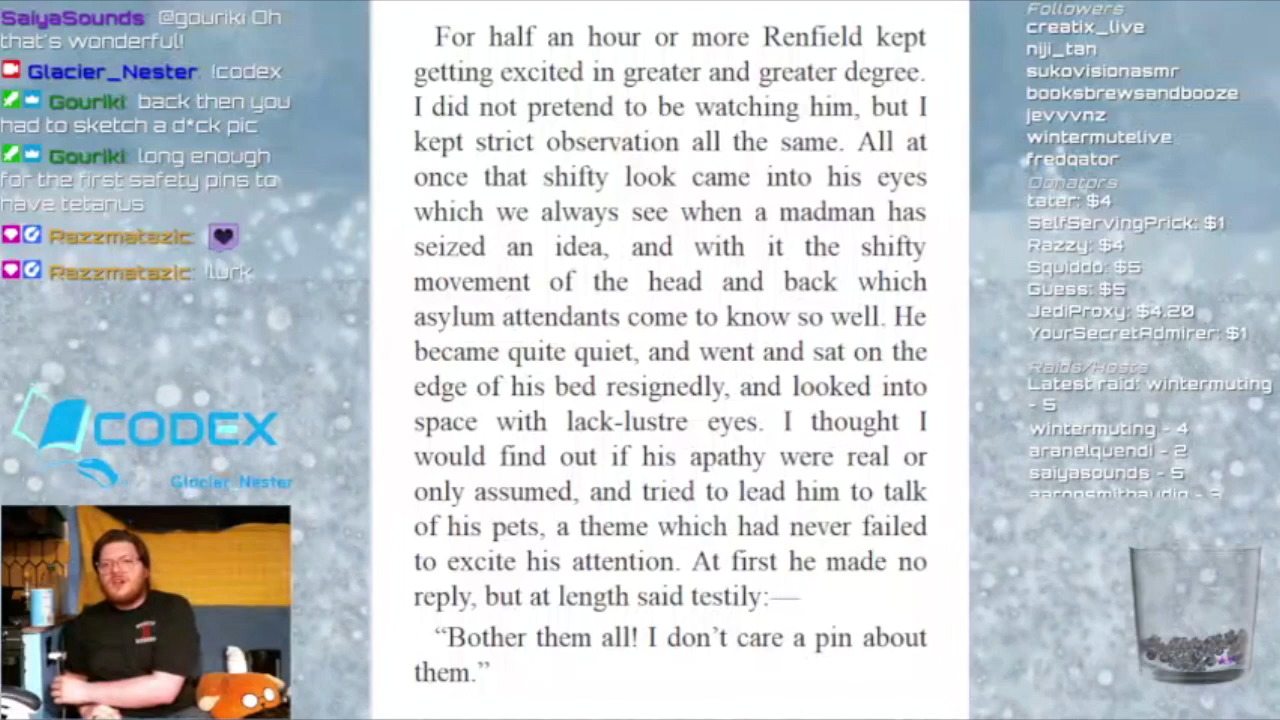 SaiyaSounds: @gouriki Oh
that's wonderful!
Glacier_Nester !codex
Gouriki: back then you
had to sketch a d*ck pic
Gouriki: long enough
for the first safety pins to
have tetanus
Razzmatazic:
Razzmatazic: !lurk
CODEX
Glacier_Nester
For half an hour or more Renfield kept
getting excited in greater and greater degree.
I did not pretend to be watching him, but I
kept strict observation all the same. All at
once that shifty look came into his eyes
which we always see when a madman has
seized an idea, and with it the shifty
movement of the head and back which
asylum attendants come to know so well. He
became quite quiet, and went and sat on the
edge of his bed resignedly, and looked into
space with lack-lustre eyes. I thought I
would find out if his apathy were real or
only assumed, and tried to lead him to talk
of his pets, a theme which had never failed
to excite his attention. At first he made no
reply, but at length said testily:—
“Bother them all! I don’t care a pin about
them.”
Followers
creatix_live
niji_tan
sukovisionasmr
booksbrewsandbooze
jevvvnz
wintermutelive
fredqator
Donators
tater: $4
SelfServingPrick: $1
Razzy: $4
Squiddo: $5
Guess: $5
JediProxy: $4.20
YourSecretAdmirer: $1
Raids/Hosts
Latest raid: wintermuting
- 5
wintermuting - 4
aranelquendi - 2
saiyasounds - 5